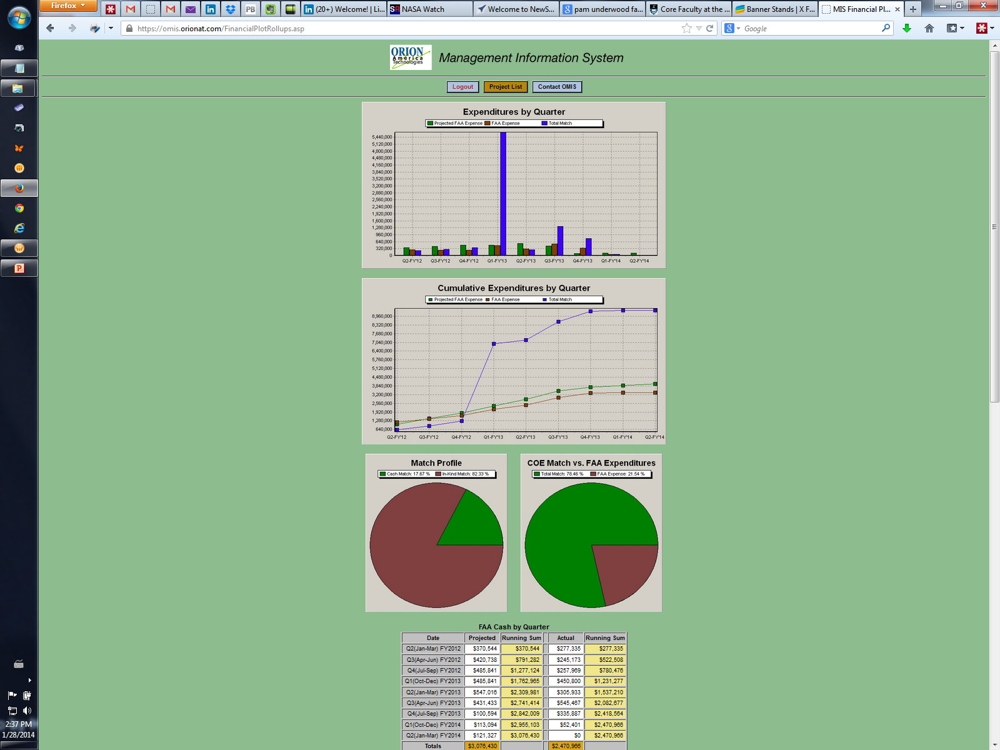 Firefox
(20+) Welcome! | Li...
NASA Watch
Welcome to NewS...
pam underwood fa...
Core Faculty at the ...
Banner Stands | X F...
MIS Financial Pl...
https://omis.orionat.com/FinancialPlotRollups.asp
Google
ORION
America
Technologies
Management Information System
Logout
Project List
Contact OMIS
Expenditures by Quarter
Projected FAA Expense FAA Expense Total Match
5,440,000
5,120,000
4,800,000
4,480,000
4,160,000
3,840,000
3,520,000
3,200,000
2,880,000
2,560,000
2,240,000
1,920,000
1,600,000
1,280,000
960,000
640,000
320,000
0
Q2-FY'12 Q3-FY'12 Q4-FY'12 Q1-FY'13 Q2-FY'13 Q3-FY'13 Q4-FY'13 Q1-FY'14 Q2-FY'14
Cumulative Expenditures by Quarter
Projected FAA Expense FAA Expense Total Match
8,960,000
8,320,000
7,680,000
7,040,000
6,400,000
5,760,000
5,120,000
4,480,000
3,840,000
3,200,000
2,560,000
1,920,000
1,280,000
640,000
Q2-FY'12 Q3-FY'12 Q4-FY'12 Q1-FY'13 Q2-FY'13 Q3-FY'13 Q4-FY'13 Q1-FY'14 Q2-FY'14
Match Profile
Cash Match: 17.67 % In-Kind Match: 82.33 %
COE Match vs. FAA Expenditures
Total Match: 78.46 % FAA Expense: 21.54 %
FAA Cash by Quarter
Date Projected Running Sum Actual Running Sum
Q2(Jan-Mar) FY2012 $370,544 $370,544 $277,335 $277,335
Q3(Apr-Jun) FY2012 $420,738 $791,282 $245,173 $522,508
Q4(Jul-Sep) FY2012 $485,841 $1,277,124 $257,969 $780,476
Q1(Oct-Dec) FY2013 $485,841 $1,762,965 $450,800 $1,231,277
Q2(Jan-Mar) FY2013 $547,016 $2,309,981 $305,933 $1,537,210
Q3(Apr-Jun) FY2013 $431,433 $2,741,414 $545,467 $2,082,677
Q4(Jul-Sep) FY2013 $100,594 $2,842,009 $335,887 $2,418,564
Q1(Oct-Dec) FY2014 $113,094 $2,955,103 $52,401 $2,470,966
Q2(Jan-Mar) FY2014 $121,327 $3,076,430 $0 $2,470,966
Totals $3,076,430 $2,470,966
2:37 PM
1/28/2014